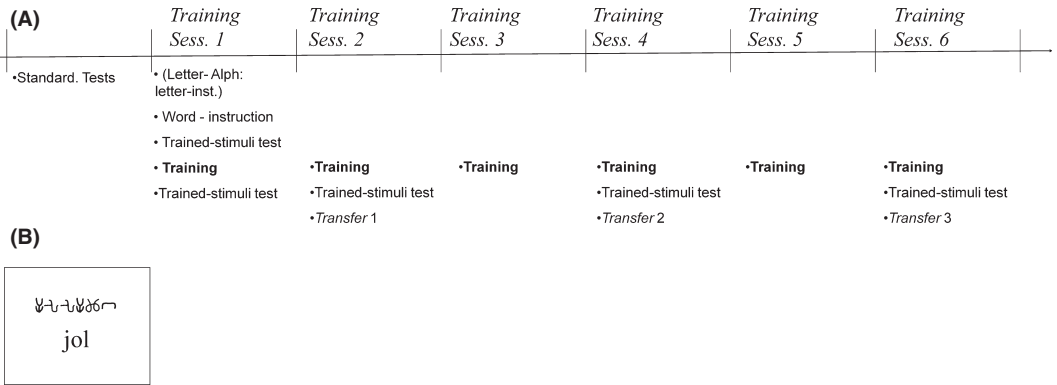 (A)
Training Training Training Training Training Training
Sess. 1 Sess. 2 Sess. 3 Sess. 4 Sess. 5 Sess. 6
•Standard. Tests • (Letter- Alph:
letter-inst.)
• Word - instruction
• Trained-stimuli test
• Training •Training •Training •Training •Training •Training
•Trained-stimuli test •Trained-stimuli test •Trained-stimuli test •Trained-stimuli test
•Transfer 1 •Transfer 2 •Transfer 3
(B)
jol